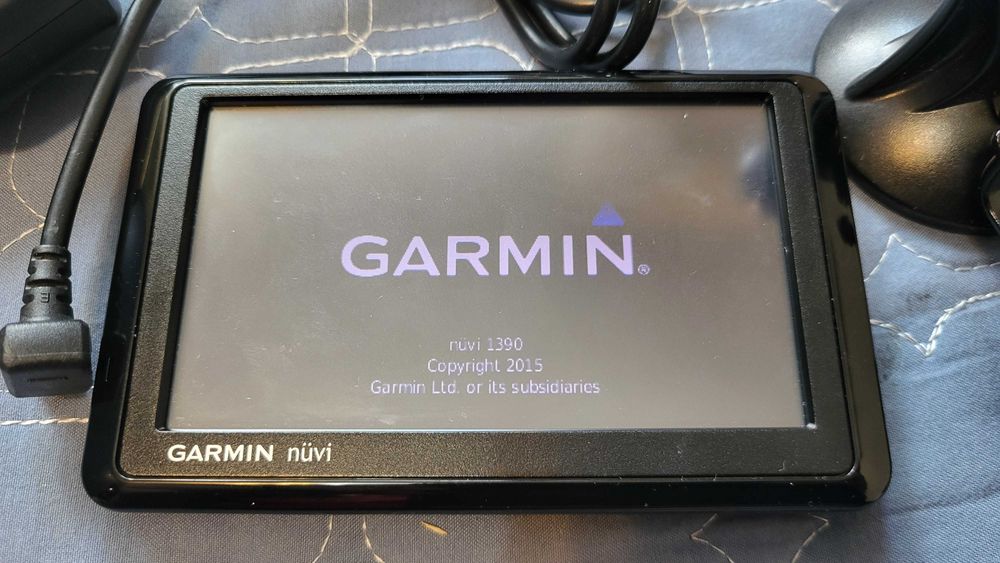 GARMIN®
nüvi 1390
Copyright 2015
Garmin Ltd. or its subsidiaries
GARMIN nüvi